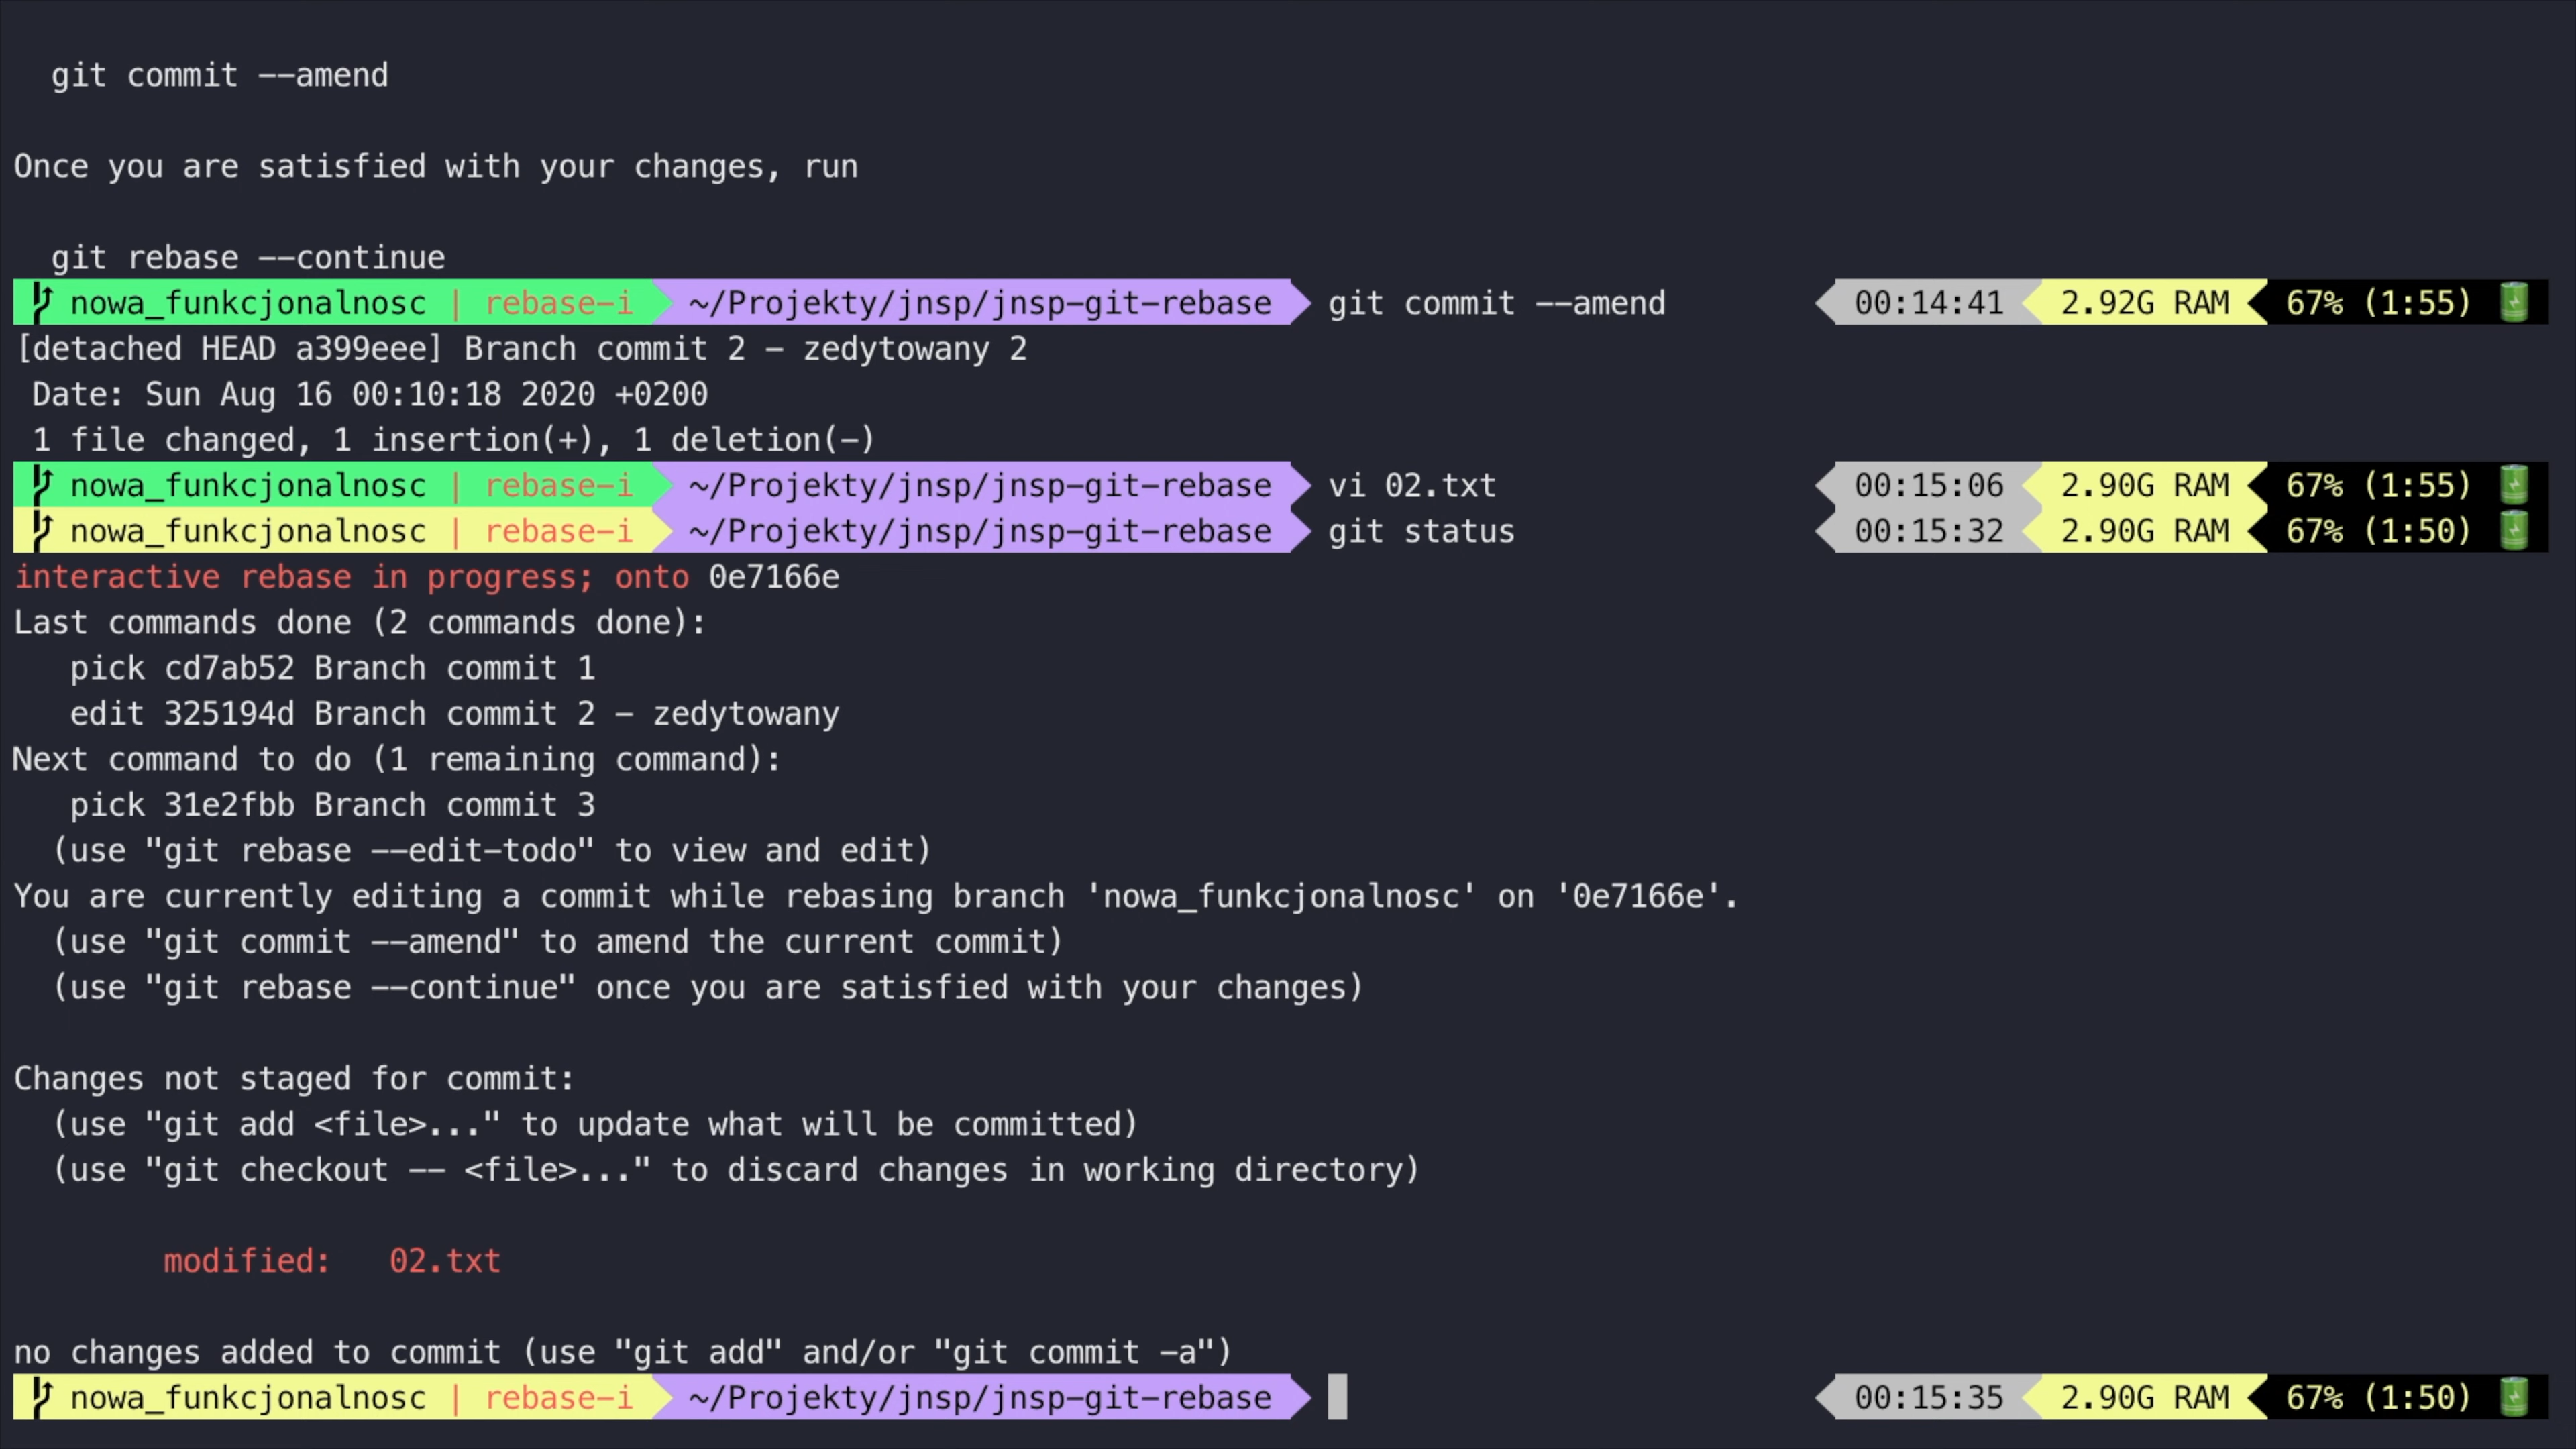 git commit --amend
Once you are satisfied with your changes, run
git rebase --continue
nowa_funkcjonalnosc | rebase-i ~/Projekty/jnsp/jnsp-git-rebase git commit --amend 00:14:41 2.92G RAM 67% (1:55)
[detached HEAD a399eee] Branch commit 2 - zedytowany 2
Date: Sun Aug 16 00:10:18 2020 +0200
1 file changed, 1 insertion(+), 1 deletion(-)
nowa_funkcjonalnosc | rebase-i ~/Projekty/jnsp/jnsp-git-rebase vi 02.txt 00:15:06 2.90G RAM 67% (1:55)
nowa_funkcjonalnosc | rebase-i ~/Projekty/jnsp/jnsp-git-rebase git status 00:15:32 2.90G RAM 67% (1:50)
interactive rebase in progress; onto 0e7166e
Last commands done (2 commands done):
pick cd7ab52 Branch commit 1
edit 325194d Branch commit 2 - zedytowany
Next command to do (1 remaining command):
pick 31e2fbb Branch commit 3
(use "git rebase --edit-todo" to view and edit)
You are currently editing a commit while rebasing branch 'nowa_funkcjonalnosc' on '0e7166e'.
(use "git commit --amend" to amend the current commit)
(use "git rebase --continue" once you are satisfied with your changes)
Changes not staged for commit:
(use "git add <file>..." to update what will be committed)
(use "git checkout -- <file>..." to discard changes in working directory)
modified: 02.txt
no changes added to commit (use "git add" and/or "git commit -a")
nowa_funkcjonalnosc | rebase-i ~/Projekty/jnsp/jnsp-git-rebase 00:15:35 2.90G RAM 67% (1:50)